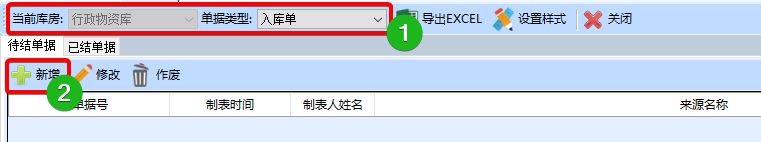 当前库房: 行政物资库 单据类型: 入库单 1 导出EXCEL 设置样式 关闭
待结单据 已结单据
新增 2 修改 作废
单据号 制表时间 制表人姓名 来源名称